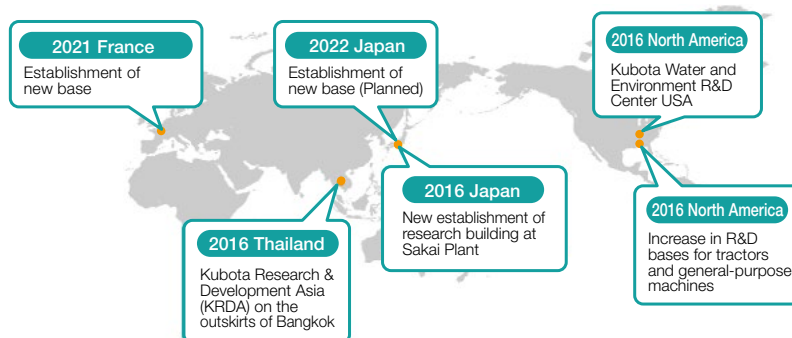 2021 France
Establishment of
new base
2022 Japan
Establishment of
new base (Planned)
2016 North America
Kubota Water and
Environment R&D
Center USA
2016 Japan
New establishment of
research building at
Sakai Plant
2016 North America
Increase in R&D
bases for tractors
and general-purpose
machines
2016 Thailand
Kubota Research &
Development Asia
(KRDA) on the
outskirts of Bangkok